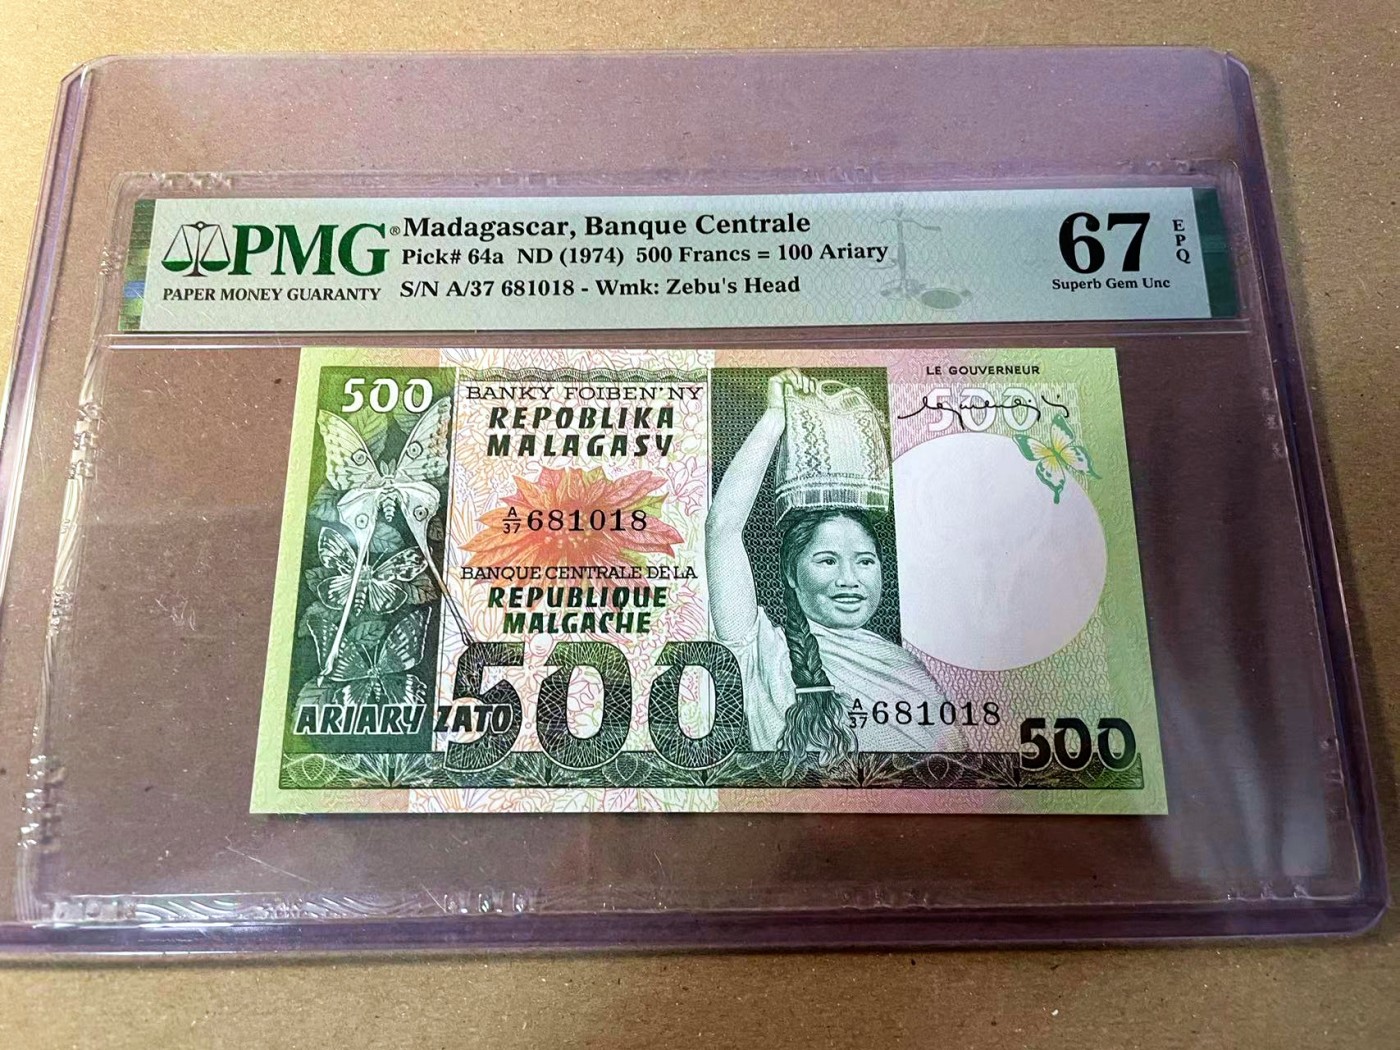 PMG®
PAPER MONEY GUARANTY
Madagascar, Banque Centrale
Pick# 64a ND (1974) 500 Francs = 100 Ariary
S/N A/37 681018 - Wmk: Zebu's Head
67
EPQ
Superb Gem Unc
500
BANKY FOIBEN'NY
REPOBLIKA
MALAGASY
A/37 681018
BANQUE CENTRALE DE LA
REPUBLIQUE
MALGACHE
500
ARIARY ZATO
LE GOUVERNEUR
500
A/37 681018
500